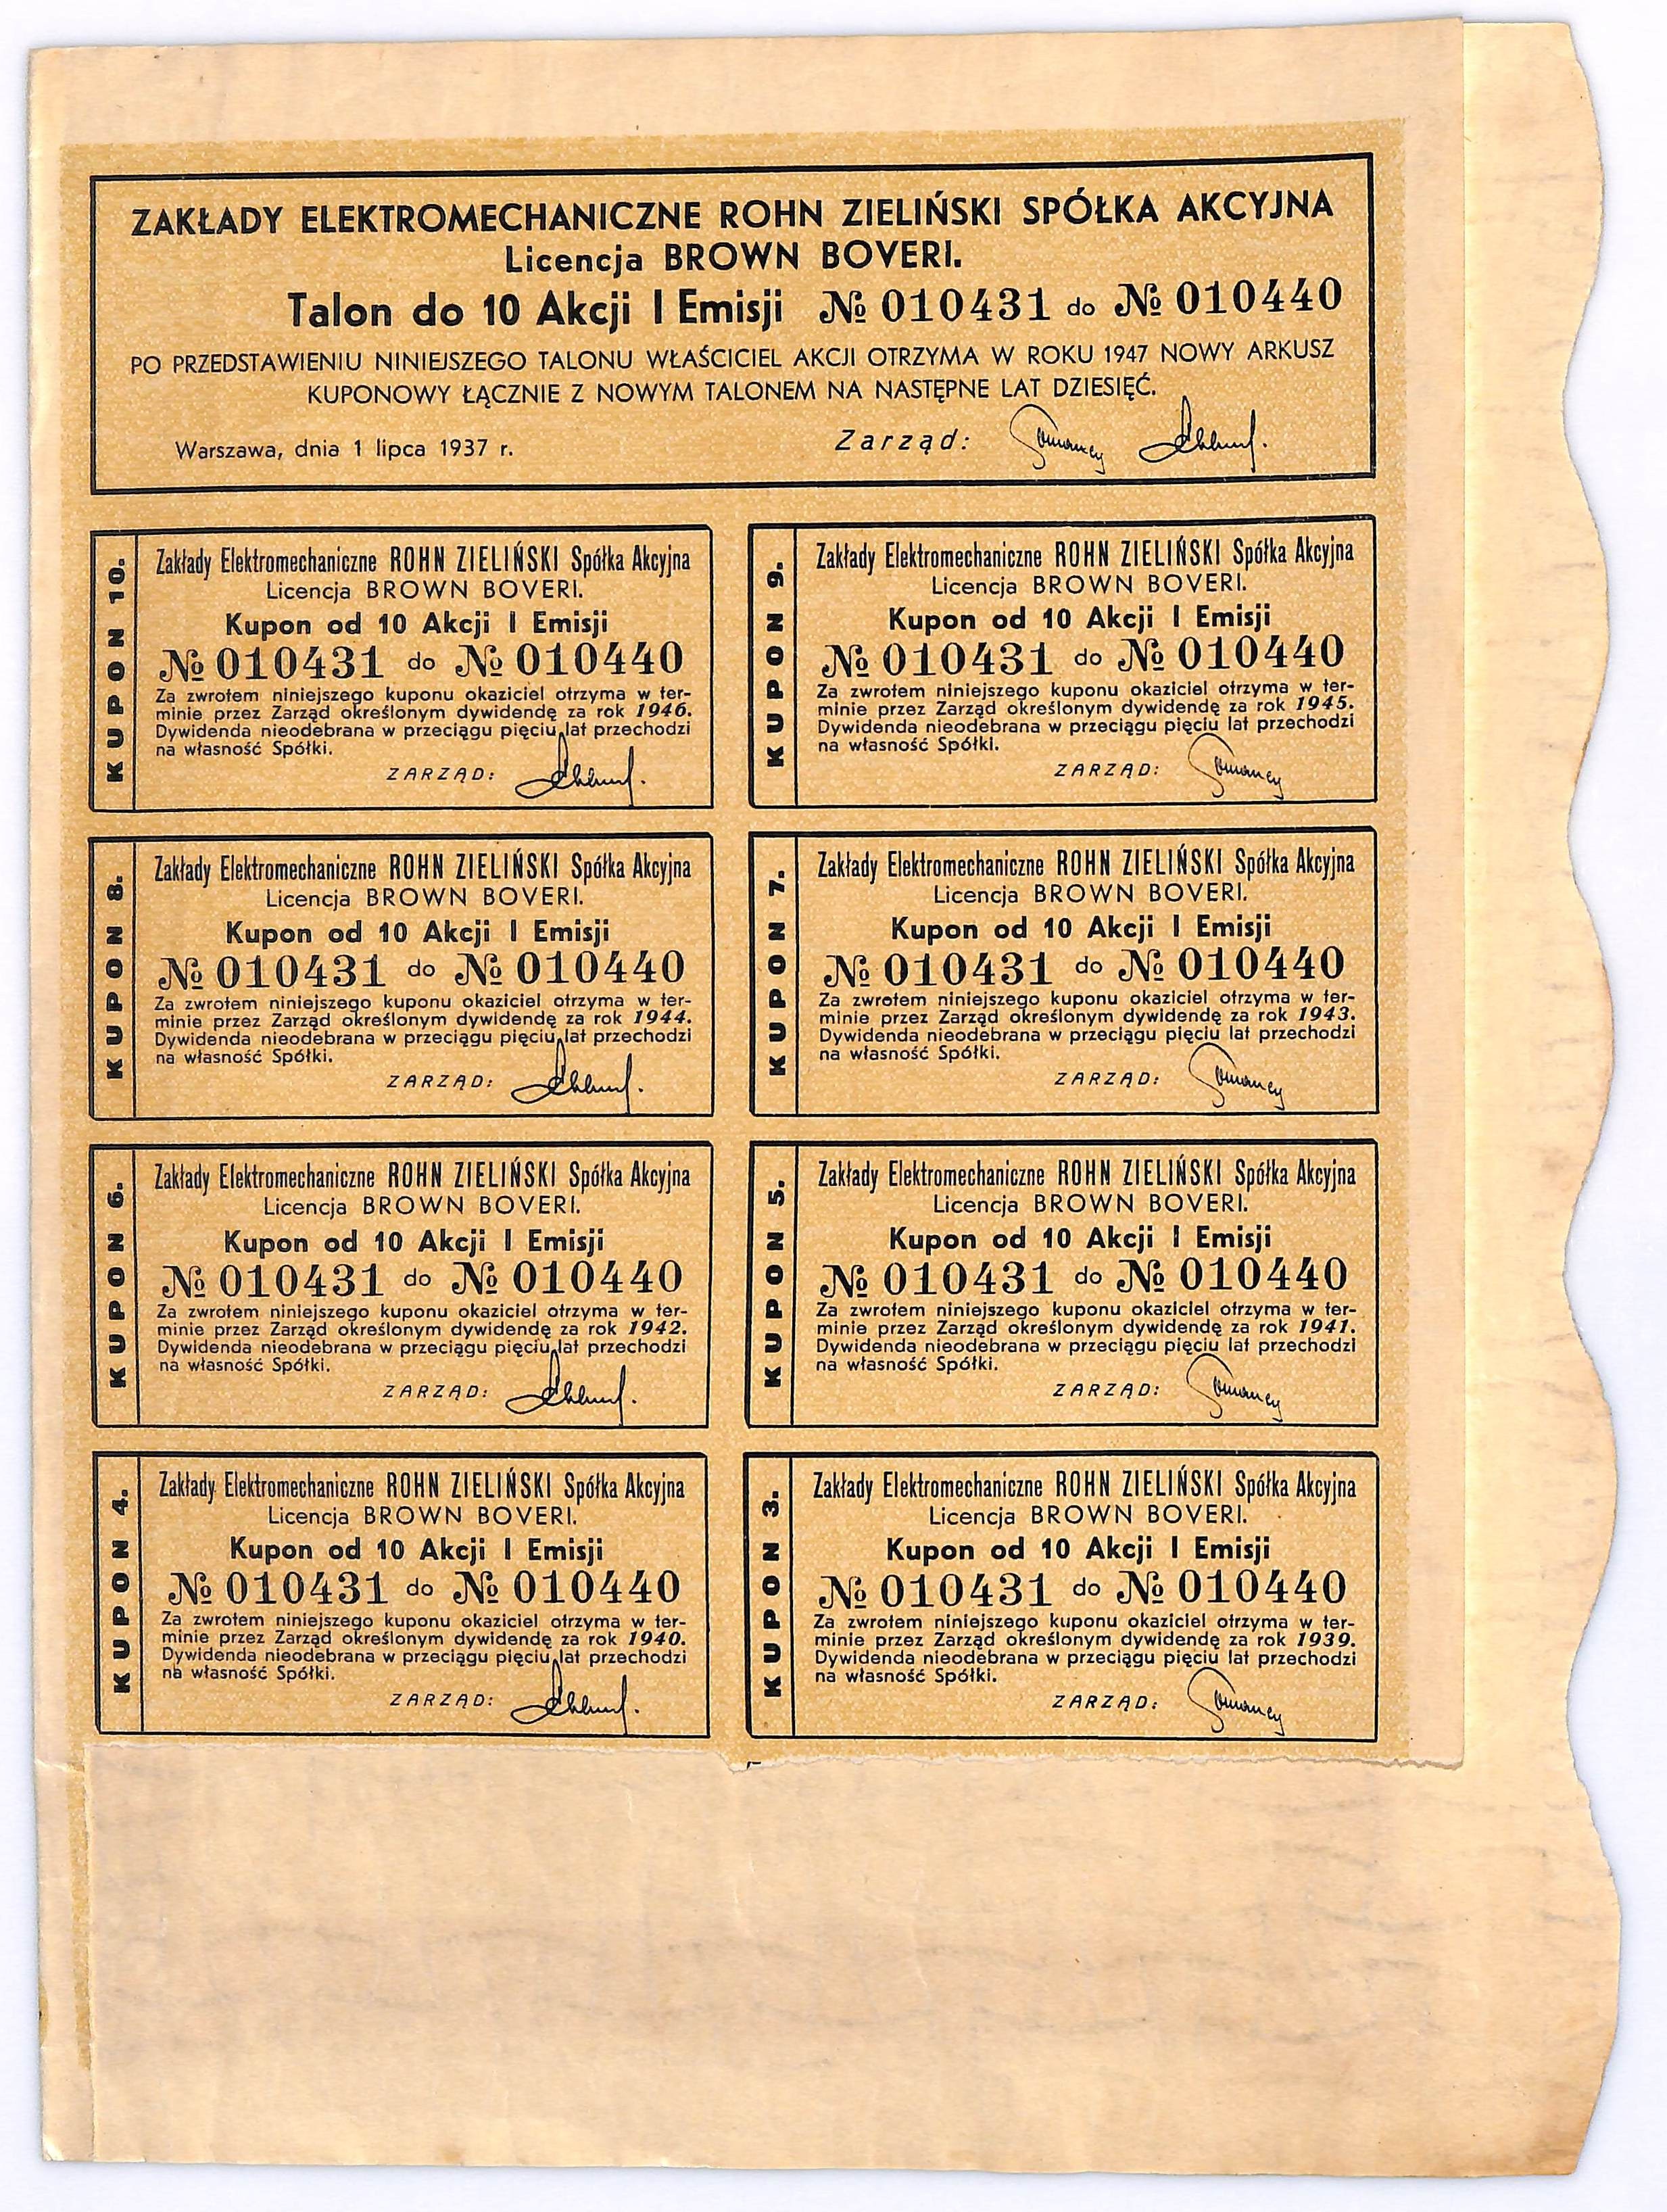 ZAKŁADY ELEKTROMECHANICZNE ROHN ZIELIŃSKI SPÓŁKA AKCYJNA
Licencja BROWN BOVERI.
Talon do 10 Akcji I Emisji № 010431 do № 010440
PO PRZEDSTAWIENIU NINIEJSZEGO TALONU WŁAŚCICIEL AKCJI OTRZYMA W ROKU 1947 NOWY ARKUSZ
KUPONOWY ŁĄCZNIE Z NOWYM TALONEM NA NASTĘPNE LAT DZIESIĘĆ.
Warszawa, dnia 1 lipca 1937 r.
Zarząd:
KUPON 10.
Zakłady Elektromechaniczne ROHN ZIELIŃSKI Spółka Akcyjna
Licencja BROWN BOVERI.
Kupon od 10 Akcji I Emisji
№ 010431 do № 010440
Za zwrotem niniejszego kuponu okaziciel otrzyma w ter-
minie przez Zarząd określonym dywidendę za rok 1946.
Dywidenda nieodebrana w przeciągu pięciu lat przechodzi
na własność Spółki.
ZARZĄD:
KUPON 9.
Zakłady Elektromechaniczne ROHN ZIELIŃSKI Spółka Akcyjna
Licencja BROWN BOVERI.
Kupon od 10 Akcji I Emisji
№ 010431 do № 010440
Za zwrotem niniejszego kuponu okaziciel otrzyma w ter-
minie przez Zarząd określonym dywidendę za rok 1945.
Dywidenda nieodebrana w przeciągu pięciu lat przechodzi
na własność Spółki.
ZARZĄD:
KUPON 8.
Zakłady Elektromechaniczne ROHN ZIELIŃSKI Spółka Akcyjna
Licencja BROWN BOVERI.
Kupon od 10 Akcji I Emisji
№ 010431 do № 010440
Za zwrotem niniejszego kuponu okaziciel otrzyma w ter-
minie przez Zarząd określonym dywidendę za rok 1944.
Dywidenda nieodebrana w przeciągu pięciu lat przechodzi
na własność Spółki.
ZARZĄD:
KUPON 7.
Zakłady Elektromechaniczne ROHN ZIELIŃSKI Spółka Akcyjna
Licencja BROWN BOVERI.
Kupon od 10 Akcji I Emisji
№ 010431 do № 010440
Za zwrotem niniejszego kuponu okaziciel otrzyma w ter-
minie przez Zarząd określonym dywidendę za rok 1943.
Dywidenda nieodebrana w przeciągu pięciu lat przechodzi
na własność Spółki.
ZARZĄD:
KUPON 6.
Zakłady Elektromechaniczne ROHN ZIELIŃSKI Spółka Akcyjna
Licencja BROWN BOVERI.
Kupon od 10 Akcji I Emisji
№ 010431 do № 010440
Za zwrotem niniejszego kuponu okaziciel otrzyma w ter-
minie przez Zarząd określonym dywidendę za rok 1942.
Dywidenda nieodebrana w przeciągu pięciu lat przechodzi
na własność Spółki.
ZARZĄD:
KUPON 5.
Zakłady Elektromechaniczne ROHN ZIELIŃSKI Spółka Akcyjna
Licencja BROWN BOVERI.
Kupon od 10 Akcji I Emisji
№ 010431 do № 010440
Za zwrotem niniejszego kuponu okaziciel otrzyma w ter-
minie przez Zarząd określonym dywidendę za rok 1941.
Dywidenda nieodebrana w przeciągu pięciu lat przechodzi
na własność Spółki.
ZARZĄD:
KUPON 4.
Zakłady Elektromechaniczne ROHN ZIELIŃSKI Spółka Akcyjna
Licencja BROWN BOVERI.
Kupon od 10 Akcji I Emisji
№ 010431 do № 010440
Za zwrotem niniejszego kuponu okaziciel otrzyma w ter-
minie przez Zarząd określonym dywidendę za rok 1940.
Dywidenda nieodebrana w przeciągu pięciu lat przechodzi
na własność Spółki.
ZARZĄD:
KUPON 3.
Zakłady Elektromechaniczne ROHN ZIELIŃSKI Spółka Akcyjna
Licencja BROWN BOVERI.
Kupon od 10 Akcji I Emisji
№ 010431 do № 010440
Za zwrotem niniejszego kuponu okaziciel otrzyma w ter-
minie przez Zarząd określonym dywidendę za rok 1939.
Dywidenda nieodebrana w przeciągu pięciu lat przechodzi
na własność Spółki.
ZARZĄD: